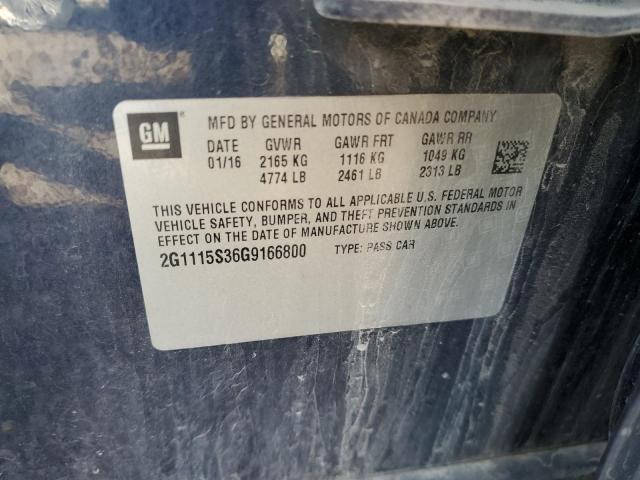 GM
MFD BY GENERAL MOTORS OF CANADA COMPANY
DATE GVWR GAWR FRT GAWR RR
01/16 2165 KG 1116 KG 1049 KG
4774 LB 2461 LB 2313 LB
THIS VEHICLE CONFORMS TO ALL APPLICABLE U.S. FEDERAL MOTOR
VEHICLE SAFETY, BUMPER, AND THEFT PREVENTION STANDARDS IN
EFFECT ON THE DATE OF MANUFACTURE SHOWN ABOVE.
2G1115S36G9166800 TYPE: PASS CAR